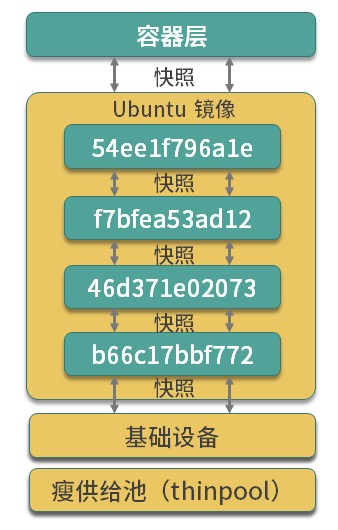 容器层
快照
Ubuntu 镜像
54ee1f796a1e
快照
f7bfea53ad12
快照
46d371e02073
快照
b66c17bbf772
快照
基础设备
瘦供给池（thinpool）